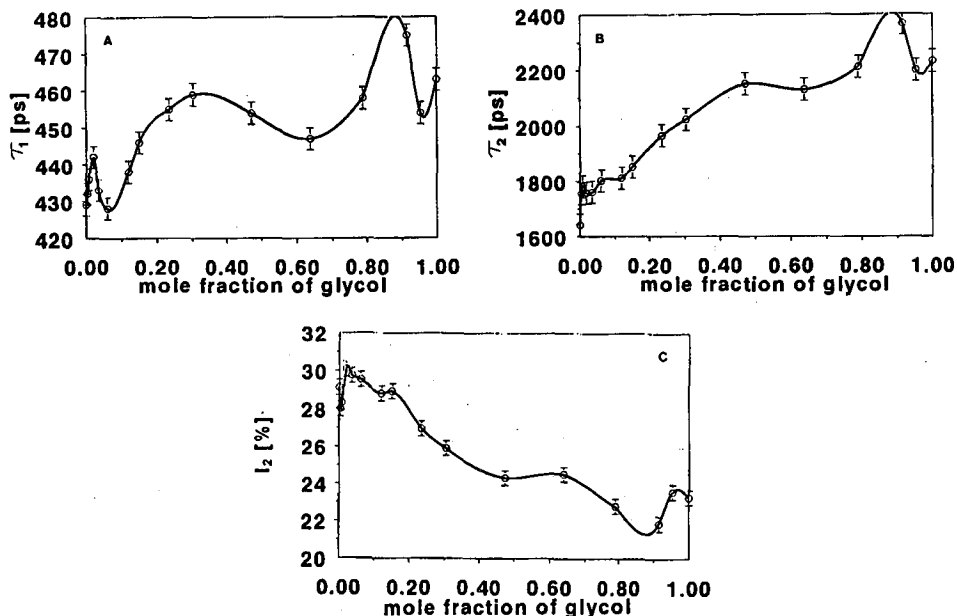 A
τ1 [ps]
480
470
460
450
440
430
420
0.00 0.20 0.40 0.60 0.80 1.00
mole fraction of glycol
B
τ2 [ps]
2400
2200
2000
1800
1600
0.00 0.20 0.40 0.60 0.80 1.00
mole fraction of glycol
C
I2 [%]
32
30
28
26
24
22
20
0.00 0.20 0.40 0.60 0.80 1.00
mole fraction of glycol